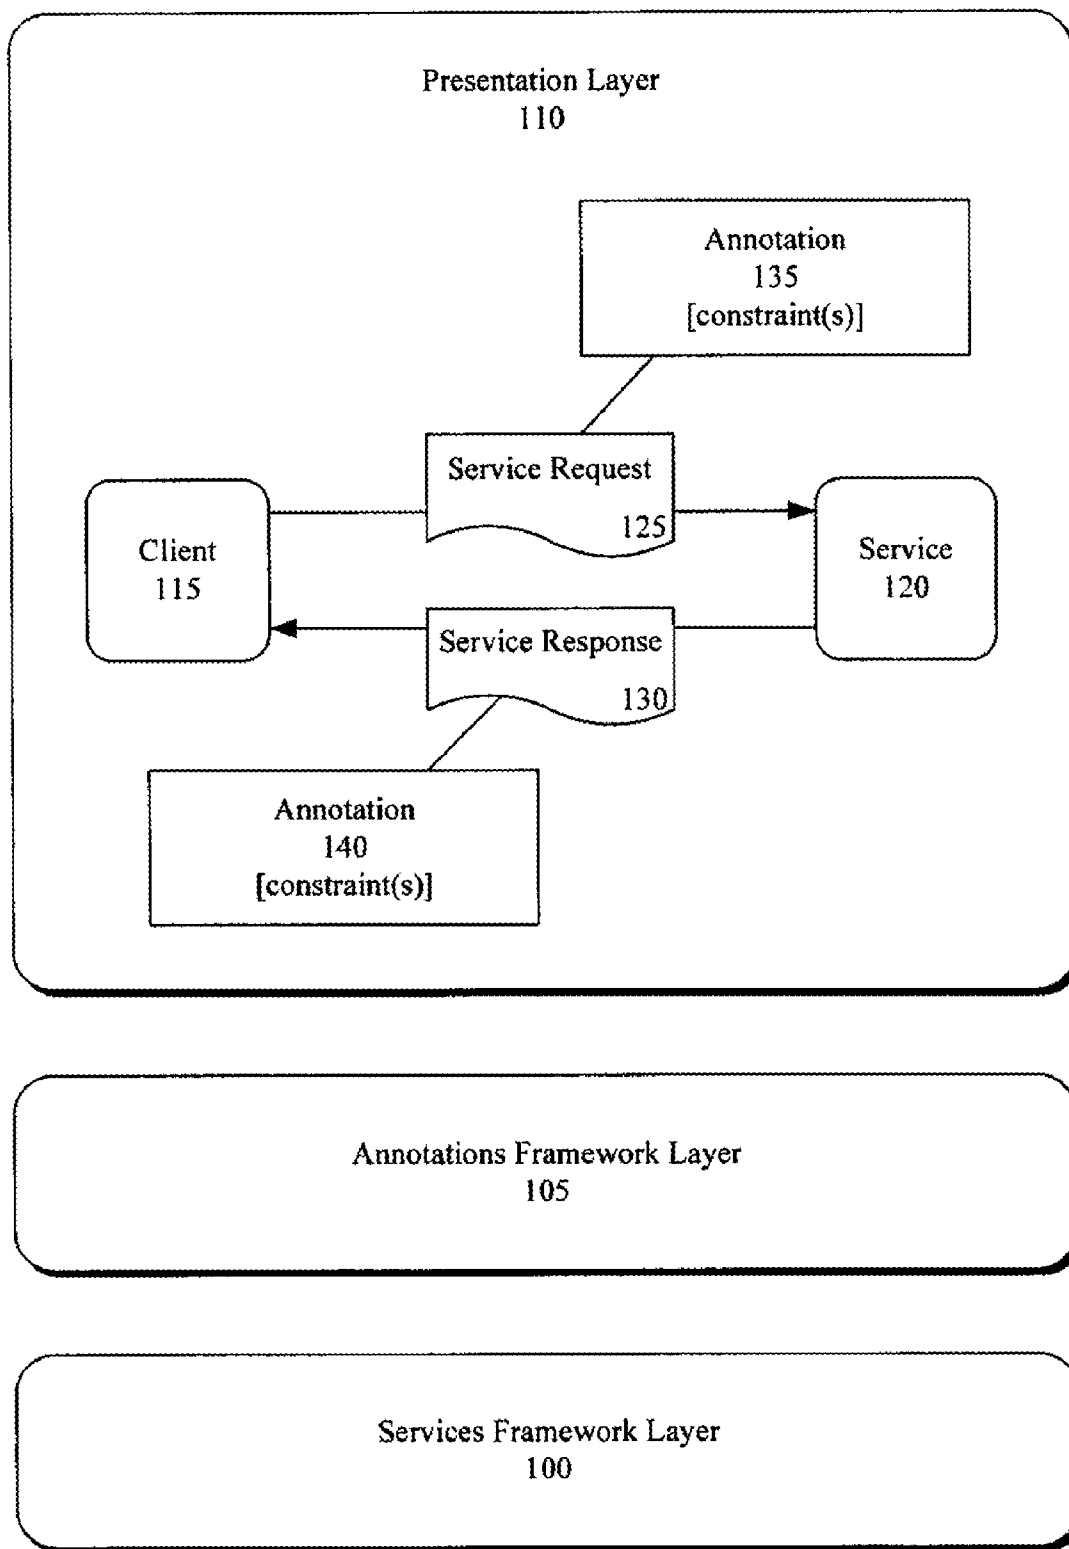 Presentation Layer
110
Annotation
135
[constraint(s)]
Service Request
125
Client
115
Service
120
Service Response
130
Annotation
140
[constraint(s)]
Annotations Framework Layer
105
Services Framework Layer
100